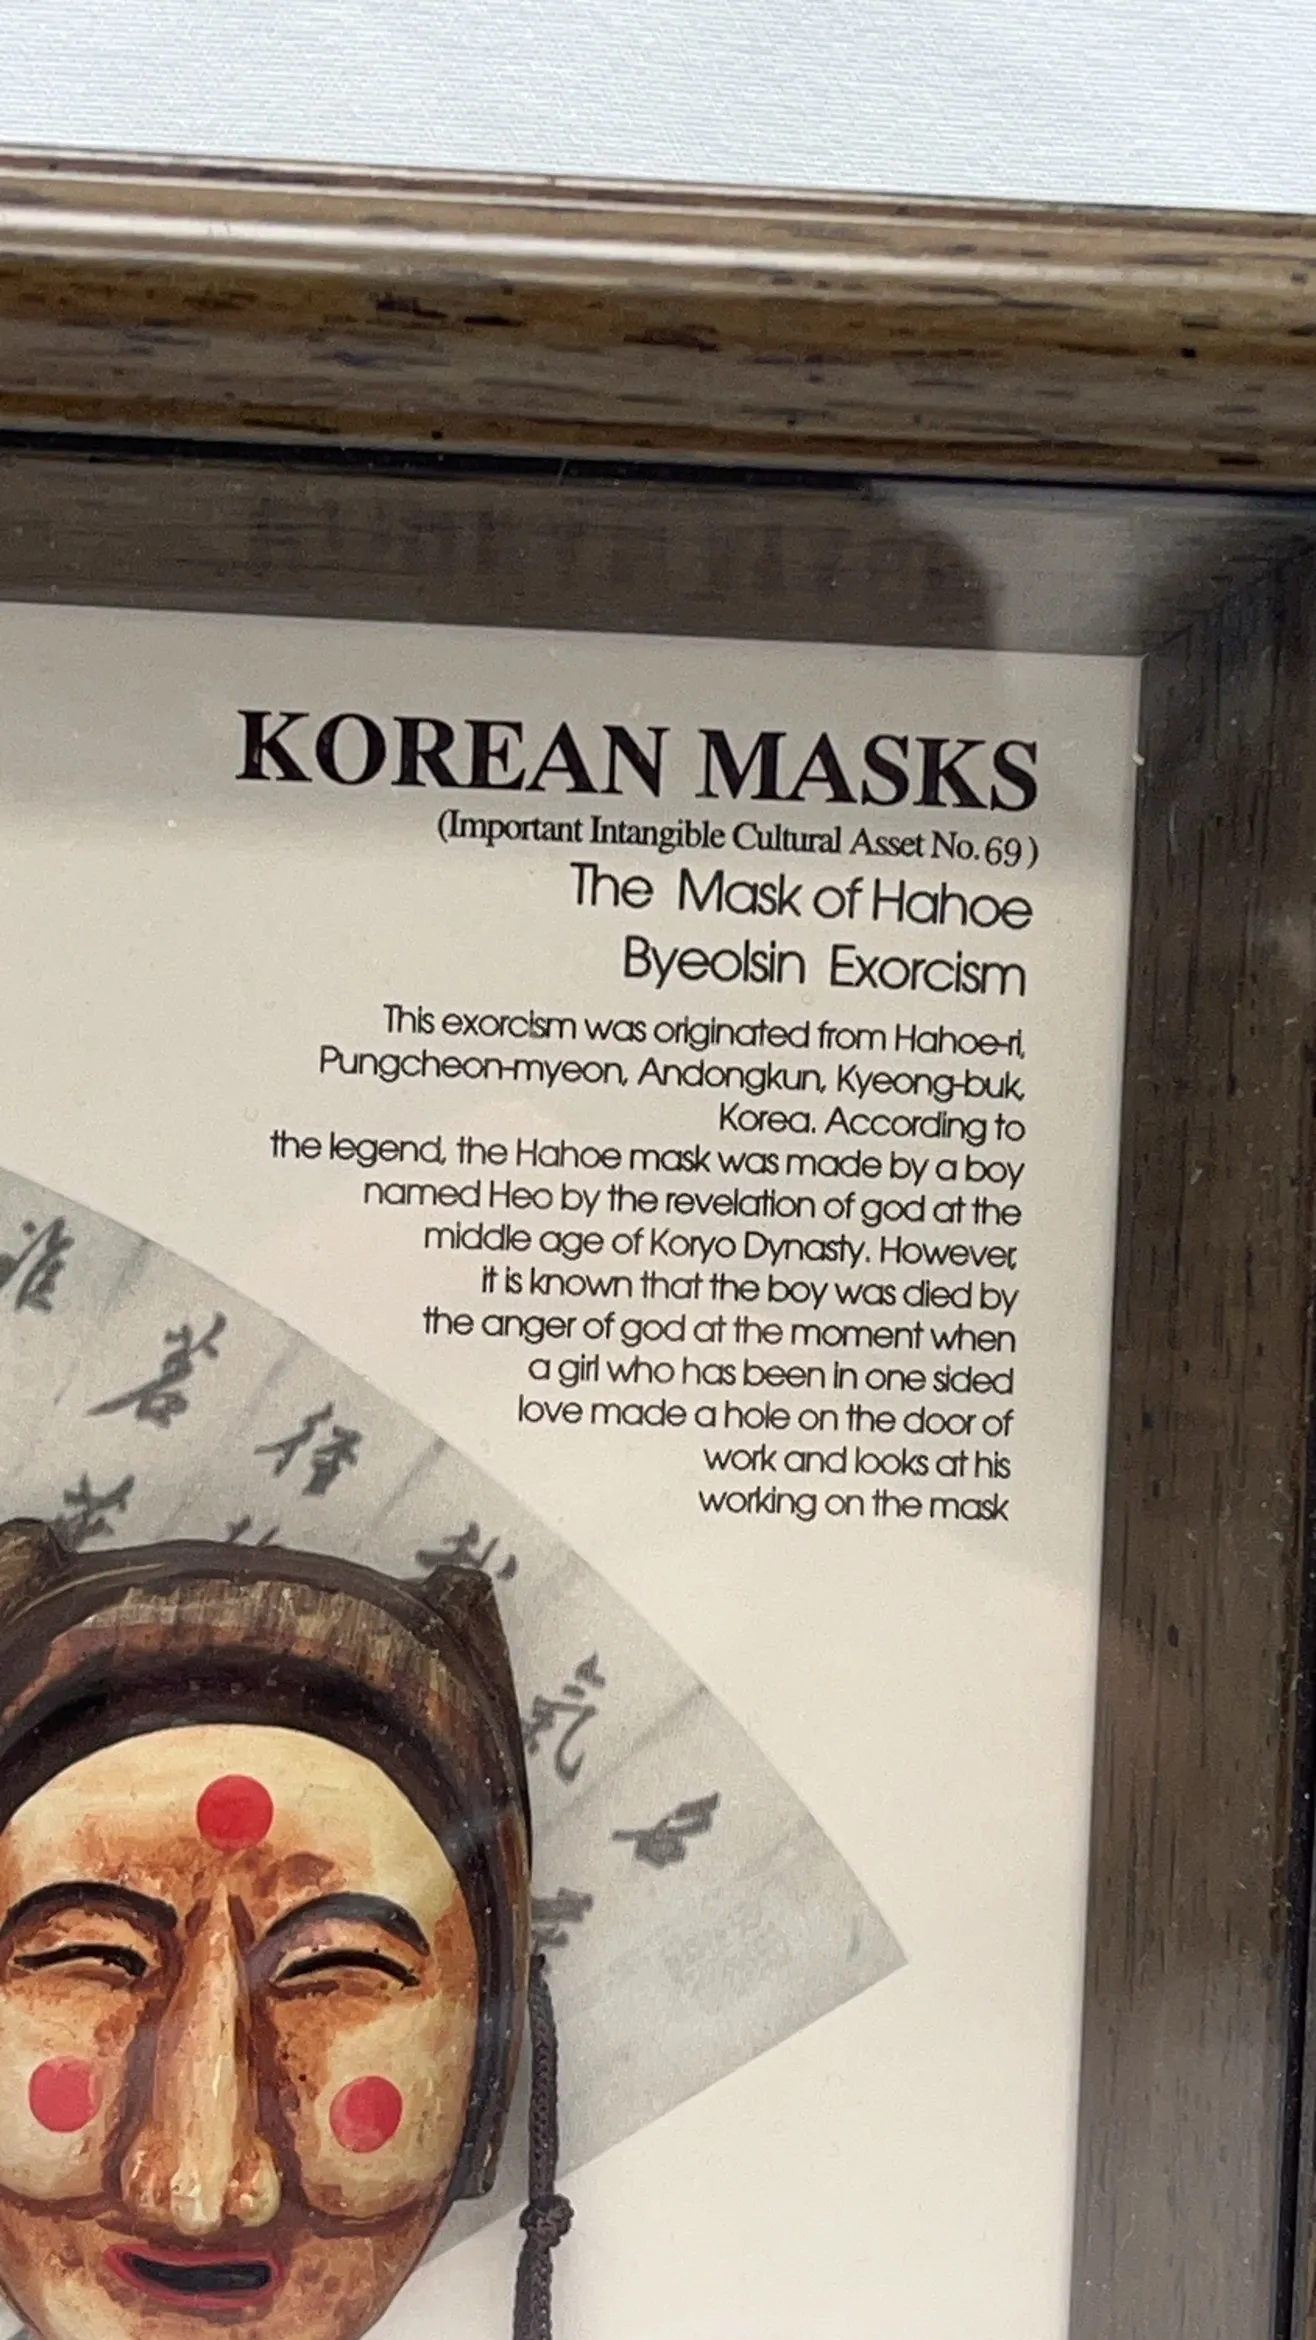 KOREAN MASKS
(Important Intangible Cultural Asset No.69)
The Mask of Hahoe
Byeolsin Exorcism
This exorcism was originated from Hahoe-ri,
Pungcheon-myeon, Andongkun, Kyeong-buk,
Korea. According to
the legend, the Hahoe mask was made by a boy
named Heo by the revelation of god at the
middle age of Koryo Dynasty. However,
it is known that the boy was died by
the anger of god at the moment when
a girl who has been in one sided
love made a hole on the door of
work and looks at his
working on the mask